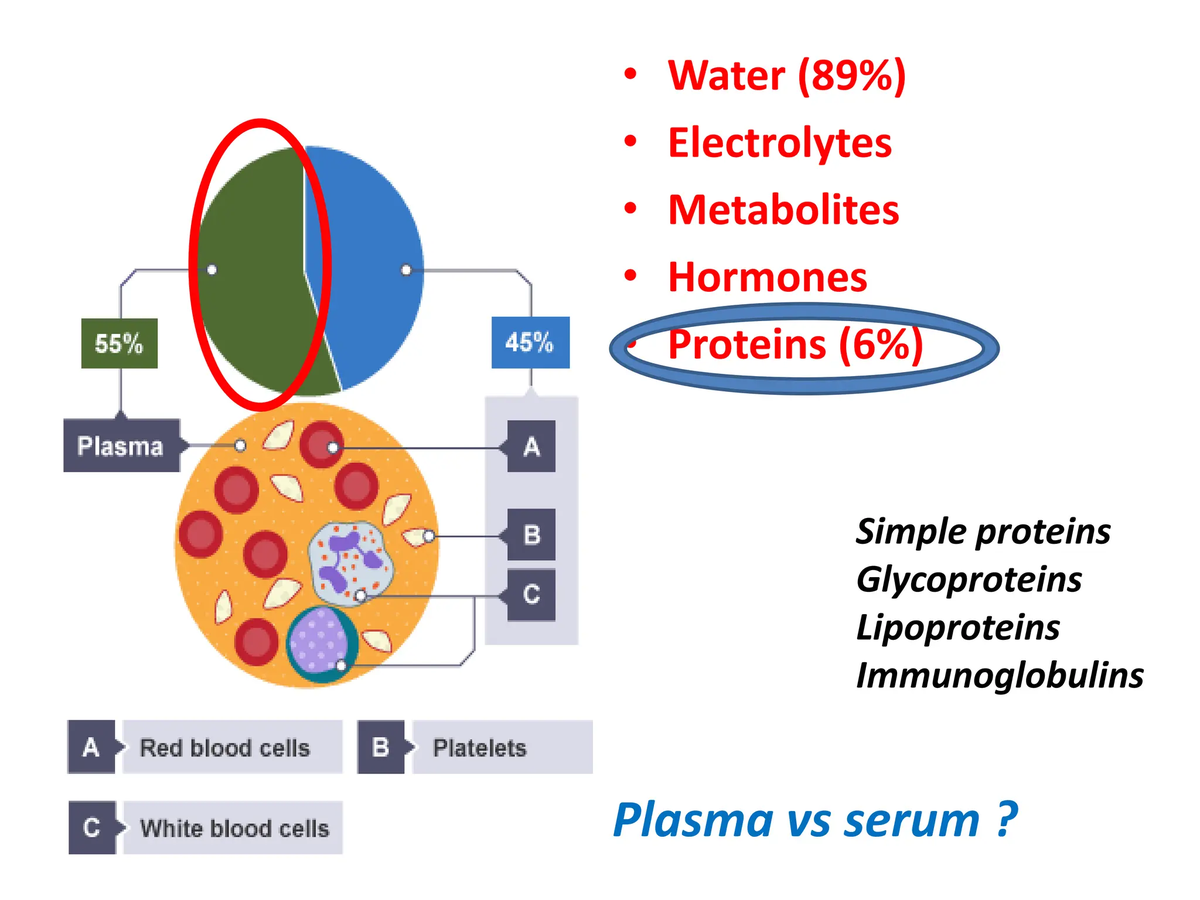 • Water (89%)
• Electrolytes
• Metabolites
• Hormones
• Proteins (6%)
55%
45%
Plasma
A
B
C
Simple proteins
Glycoproteins
Lipoproteins
Immunoglobulins
A Red blood cells
B Platelets
C White blood cells
Plasma vs serum ?